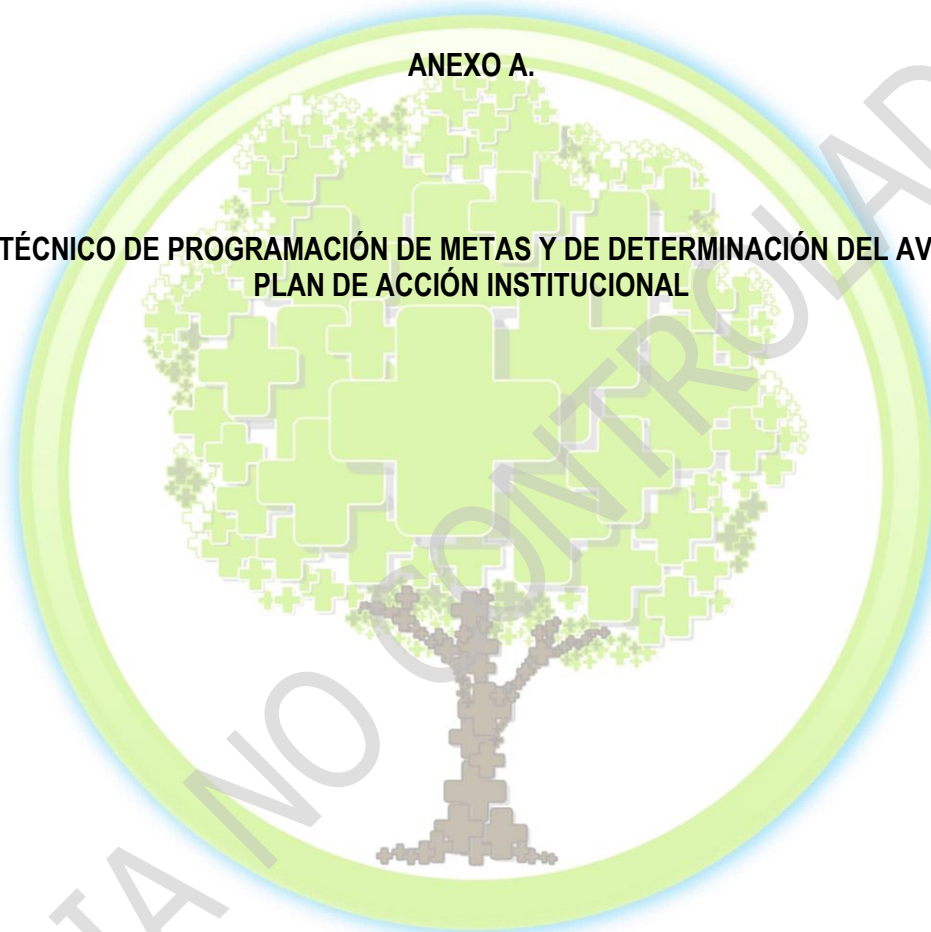 ANEXO A.
TÉCNICO DE PROGRAMACIÓN DE METAS Y DE DETERMINACIÓN DEL AV
PLAN DE ACCIÓN INSTITUCIONAL
IA NO CONTROLAD